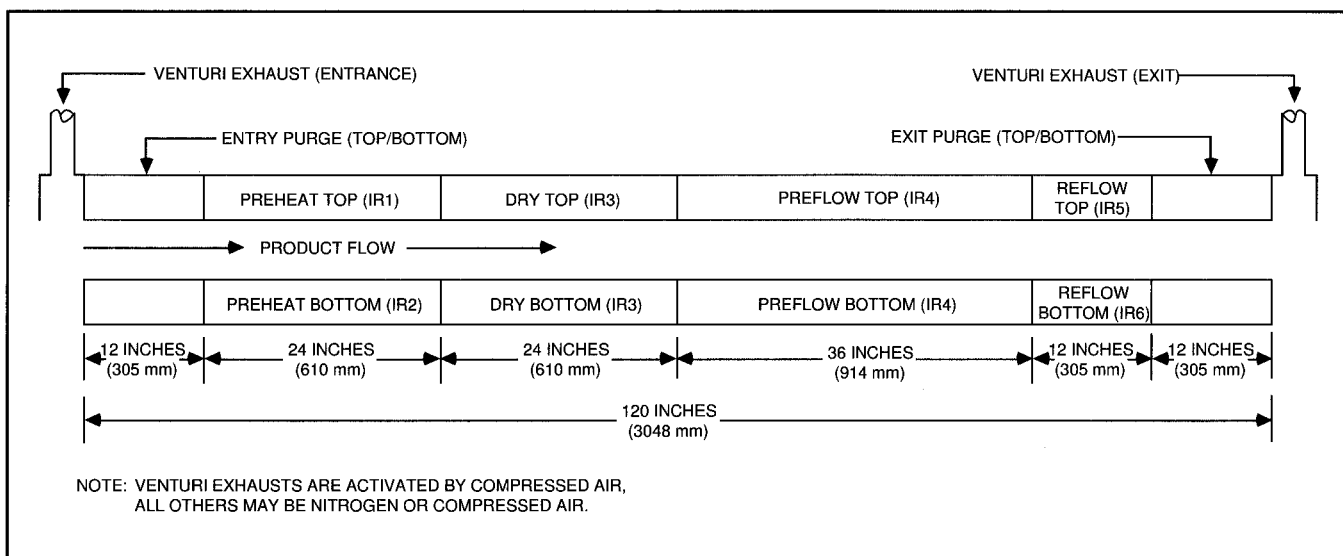 VENTURI EXHAUST (ENTRANCE)
VENTURI EXHAUST (EXIT)
ENTRY PURGE (TOP/BOTTOM)
EXIT PURGE (TOP/BOTTOM)
PREHEAT TOP (IR1)
DRY TOP (IR3)
PREFLOW TOP (IR4)
REFLOW
TOP (IR5)
PRODUCT FLOW
PREHEAT BOTTOM (IR2)
DRY BOTTOM (IR3)
PREFLOW BOTTOM (IR4)
REFLOW
BOTTOM (IR6)
12 INCHES
(305 mm)
24 INCHES
(610 mm)
24 INCHES
(610 mm)
36 INCHES
(914 mm)
12 INCHES
(305 mm)
12 INCHES
(305 mm)
120 INCHES
(3048 mm)
NOTE: VENTURI EXHAUSTS ARE ACTIVATED BY COMPRESSED AIR,
ALL OTHERS MAY BE NITROGEN OR COMPRESSED AIR.